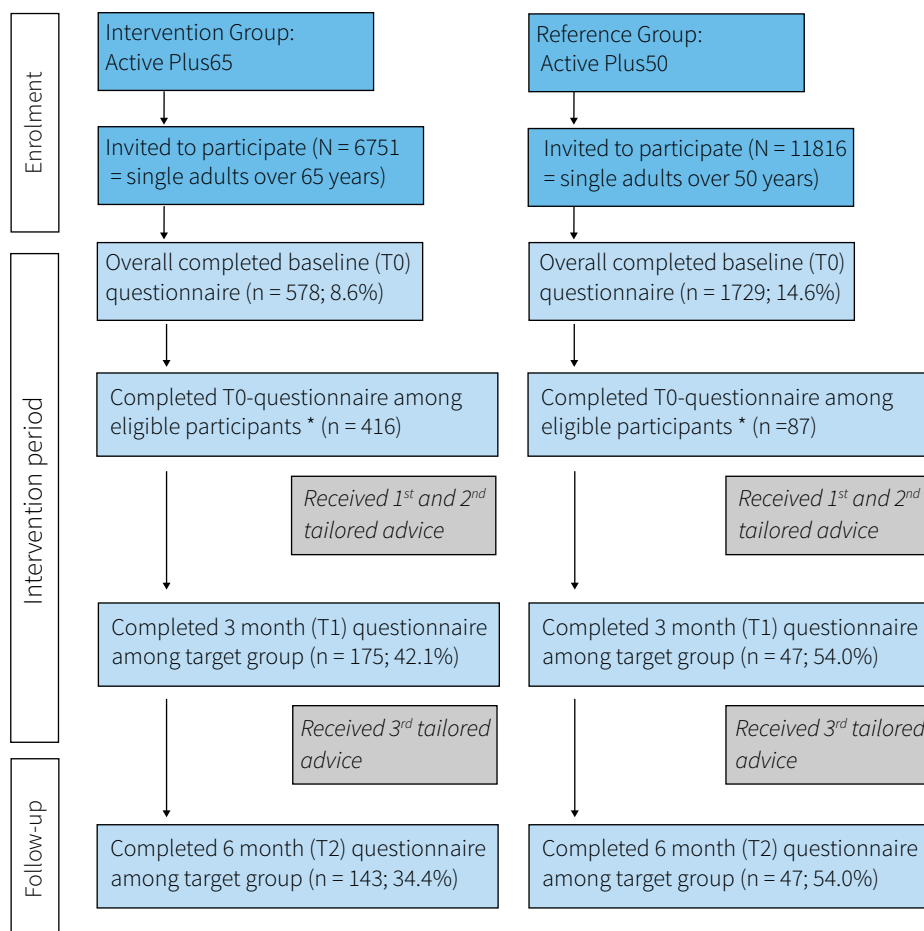 Enrolment
Intervention Group:
Active Plus65
Reference Group:
Active Plus50
Invited to participate (N = 6751
= single adults over 65 years)
Invited to participate (N = 11816
= single adults over 50 years)
Intervention period
Overall completed baseline (T0)
questionnaire (n = 578; 8.6%)
Overall completed baseline (T0)
questionnaire (n = 1729; 14.6%)
Completed T0-questionnaire among
eligible participants * (n = 416)
Completed T0-questionnaire among
eligible participants * (n =87)
Received 1st and 2nd
tailored advice
Received 1st and 2nd
tailored advice
Completed 3 month (T1) questionnaire
among target group (n = 175; 42.1%)
Completed 3 month (T1) questionnaire
among target group (n = 47; 54.0%)
Received 3rd tailored
advice
Received 3rd tailored
advice
Follow-up
Completed 6 month (T2) questionnaire
among target group (n = 143; 34.4%)
Completed 6 month (T2) questionnaire
among target group (n = 47; 54.0%)